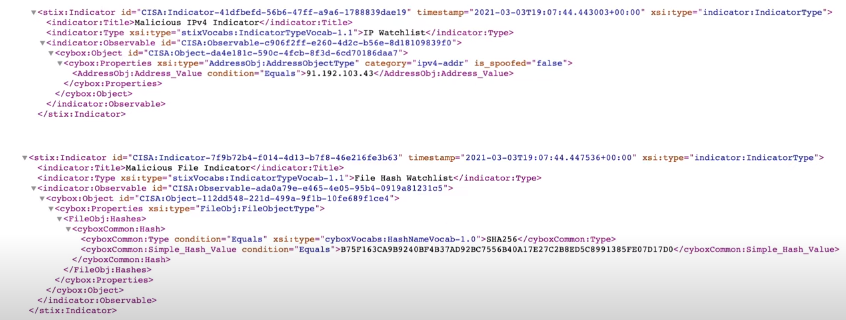 ▼<stix:Indicator id="CISA:Indicator-41dfbefd-56b6-47ff-a9a6-1788839dae19" timestamp="2021-03-03T19:07:44.443003+00:00" xsi:type="indicator:IndicatorType">
<indicator:Title>Malicious IPv4 Indicator</indicator:Title>
<indicator:Type xsi:type="stixVocabs:IndicatorTypeVocab-1.1">IP Watchlist</indicator:Type>
▼<indicator:Observable id="CISA:Observable-c906f2ff-e260-4d2c-b56e-8d18109839f0">
▼<cybox:Object id="CISA:Object-da4e181c-590c-4fcb-8f3d-6cd70186daa7">
▼<cybox:Properties xsi:type="AddressObj:AddressObjectType" category="ipv4-addr" is_spoofed="false">
<AddressObj:Address_Value condition="Equals">91.192.103.43</AddressObj:Address_Value>
</cybox:Properties>
</cybox:Object>
</indicator:Observable>
</stix:Indicator>
▼<stix:Indicator id="CISA:Indicator-7f9b72b4-f014-4d13-b7f8-46e216fe3b63" timestamp="2021-03-03T19:07:44.447536+00:00" xsi:type="indicator:IndicatorType">
<indicator:Title>Malicious File Indicator</indicator:Title>
<indicator:Type xsi:type="stixVocabs:IndicatorTypeVocab-1.1">File Hash Watchlist</indicator:Type>
▼<indicator:Observable id="CISA:Observable-ada0a79e-e465-4e05-95b4-0919a81231c5">
▼<cybox:Object id="CISA:Object-112dd548-221d-499a-9f1b-10fe689f1ce4">
▼<cybox:Properties xsi:type="FileObj:FileObjectType">
▼<FileObj:Hashes>
▼<cyboxCommon:Hash>
<cyboxCommon:Type condition="Equals" xsi:type="cyboxVocabs:HashNameVocab-1.0">SHA256</cyboxCommon:Type>
<cyboxCommon:Simple_Hash_Value condition="Equals">B75F163CA9B9240BF4B37AD92BC7556B40A17E27C2B8ED5C8991385FE07D17D0</cyboxCommon:Simple_Hash_Value>
</cyboxCommon:Hash>
</FileObj:Hashes>
</cybox:Properties>
</cybox:Object>
</indicator:Observable>
</stix:Indicator>